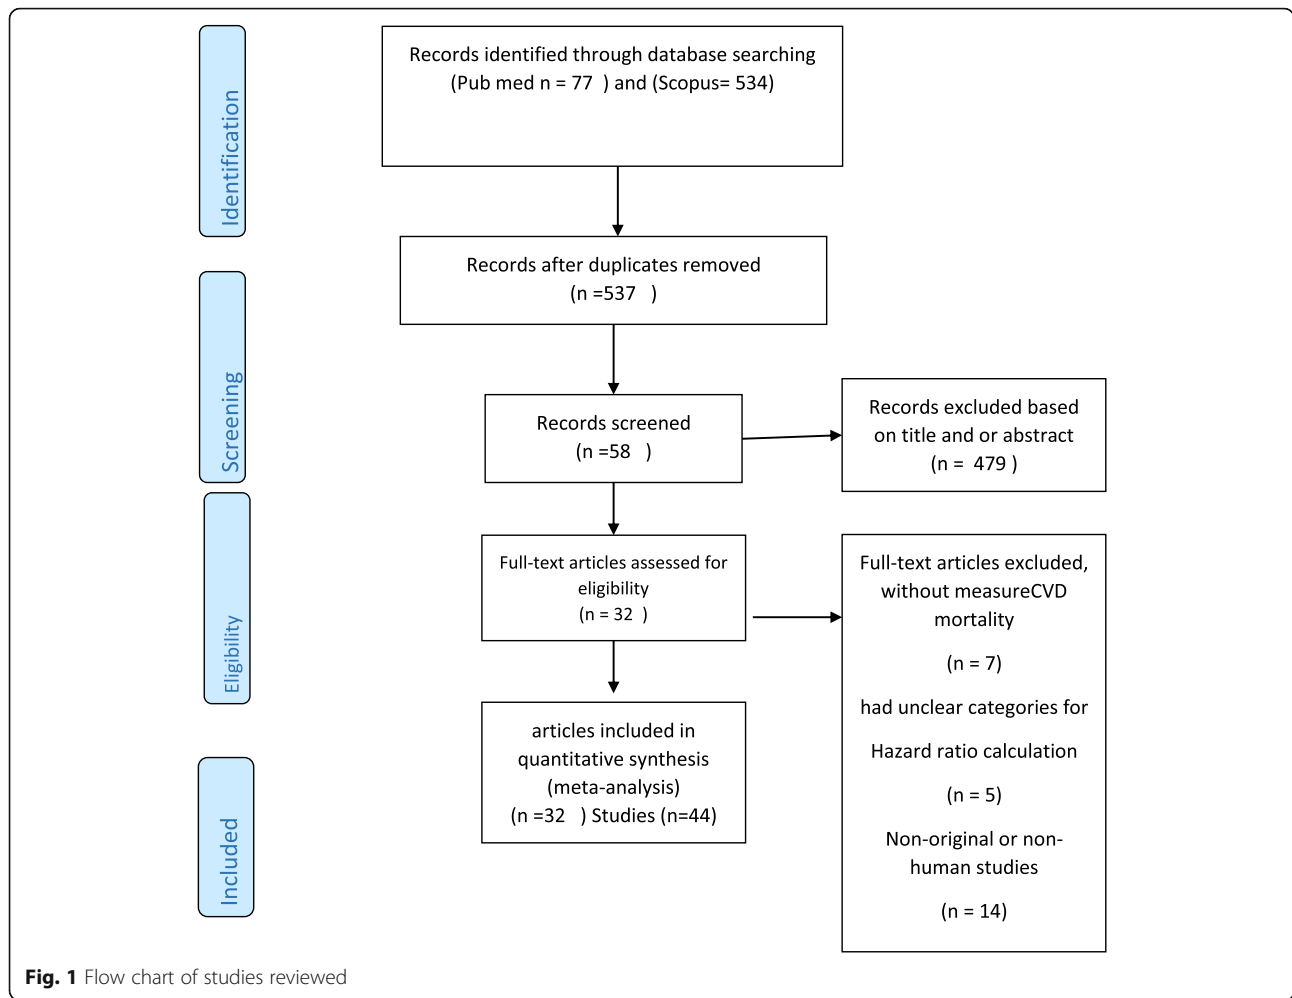 Identification
Records identified through database searching
(Pub med n = 77 ) and (Scopus= 534)
Records after duplicates removed
(n =537 )
Screening
Records screened
(n =58 )
Records excluded based
on title and or abstract
(n = 479 )
Eligibility
Full-text articles assessed for
eligibility
(n = 32 )
Full-text articles excluded,
without measureCVD
mortality
(n = 7)
had unclear categories for
Hazard ratio calculation
(n = 5)
Non-original or non-
human studies
(n = 14)
Included
articles included in
quantitative synthesis
(meta-analysis)
(n =32 ) Studies (n=44)
Fig. 1 Flow chart of studies reviewed